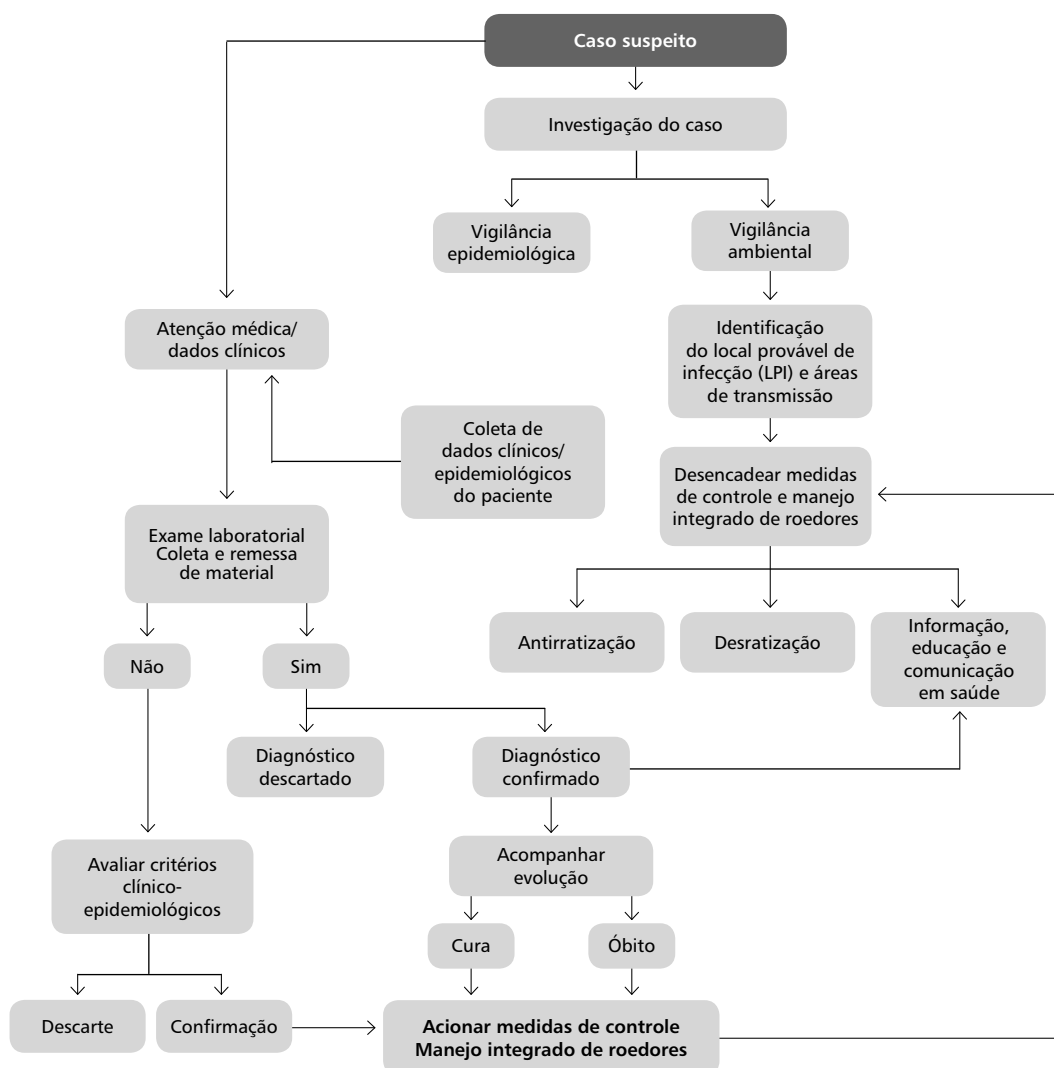 Caso suspeito
Investigação do caso
Vigilância
epidemiológica
Vigilância
ambiental
Atenção médica/
dados clínicos
Identificação
do local provável de
infecção (LPI) e áreas
de transmissão
Coleta de
dados clínicos/
epidemiológicos
do paciente
Desencadear medidas
de controle e manejo
integrado de roedores
Exame laboratorial
Coleta e remessa
de material
Antirratização
Desratização
Informação,
educação e
comunicação
em saúde
Não
Sim
Diagnóstico
descartado
Diagnóstico
confirmado
Avaliar critérios
clínico-
epidemiológicos
Acompanhar
evolução
Cura
Óbito
Descarte
Confirmação
Acionar medidas de controle
Manejo integrado de roedores